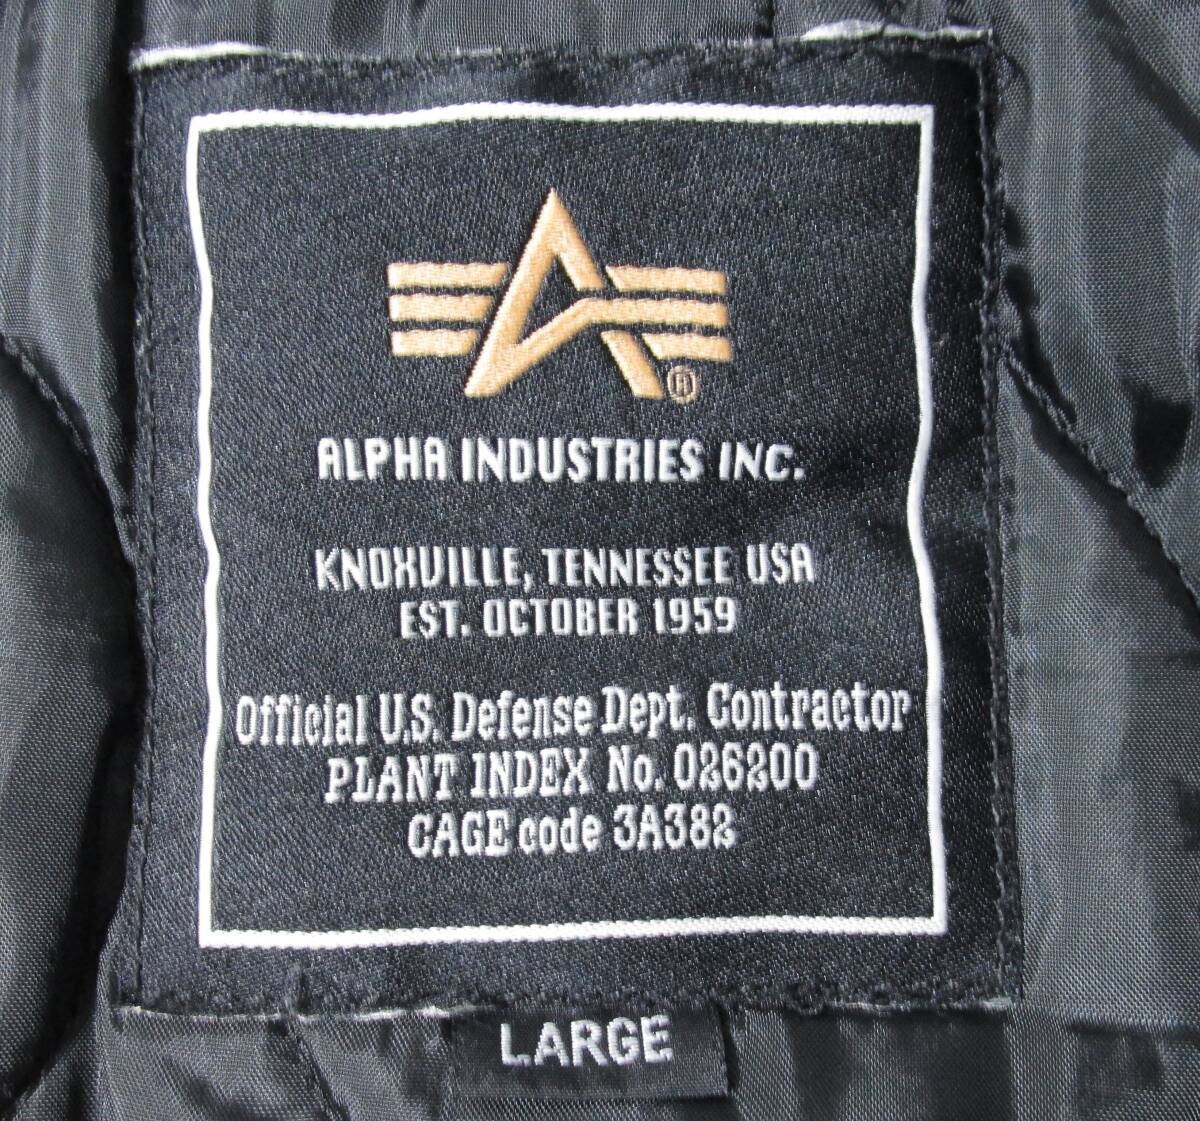 ®
ALPHA INDUSTRIES INC.
KNOXVILLE, TENNESSEE USA
EST. OCTOBER 1959
Official U.S. Defense Dept. Contractor
PLANT INDEX No. 026200
CAGE code 3A382
LARGE